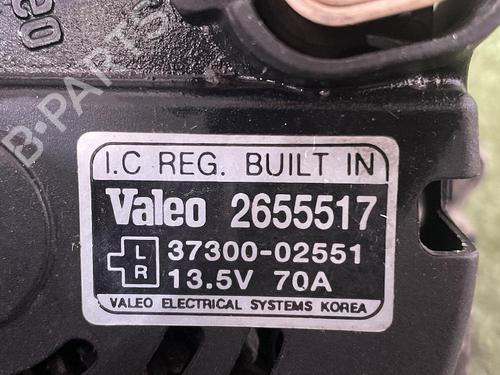 I.C REG. BUILT IN
Valeo 2655517
L
R
37300-02551
13.5V 70A
VALEO ELECTRICAL SYSTEMS KOREA
B-PARTS